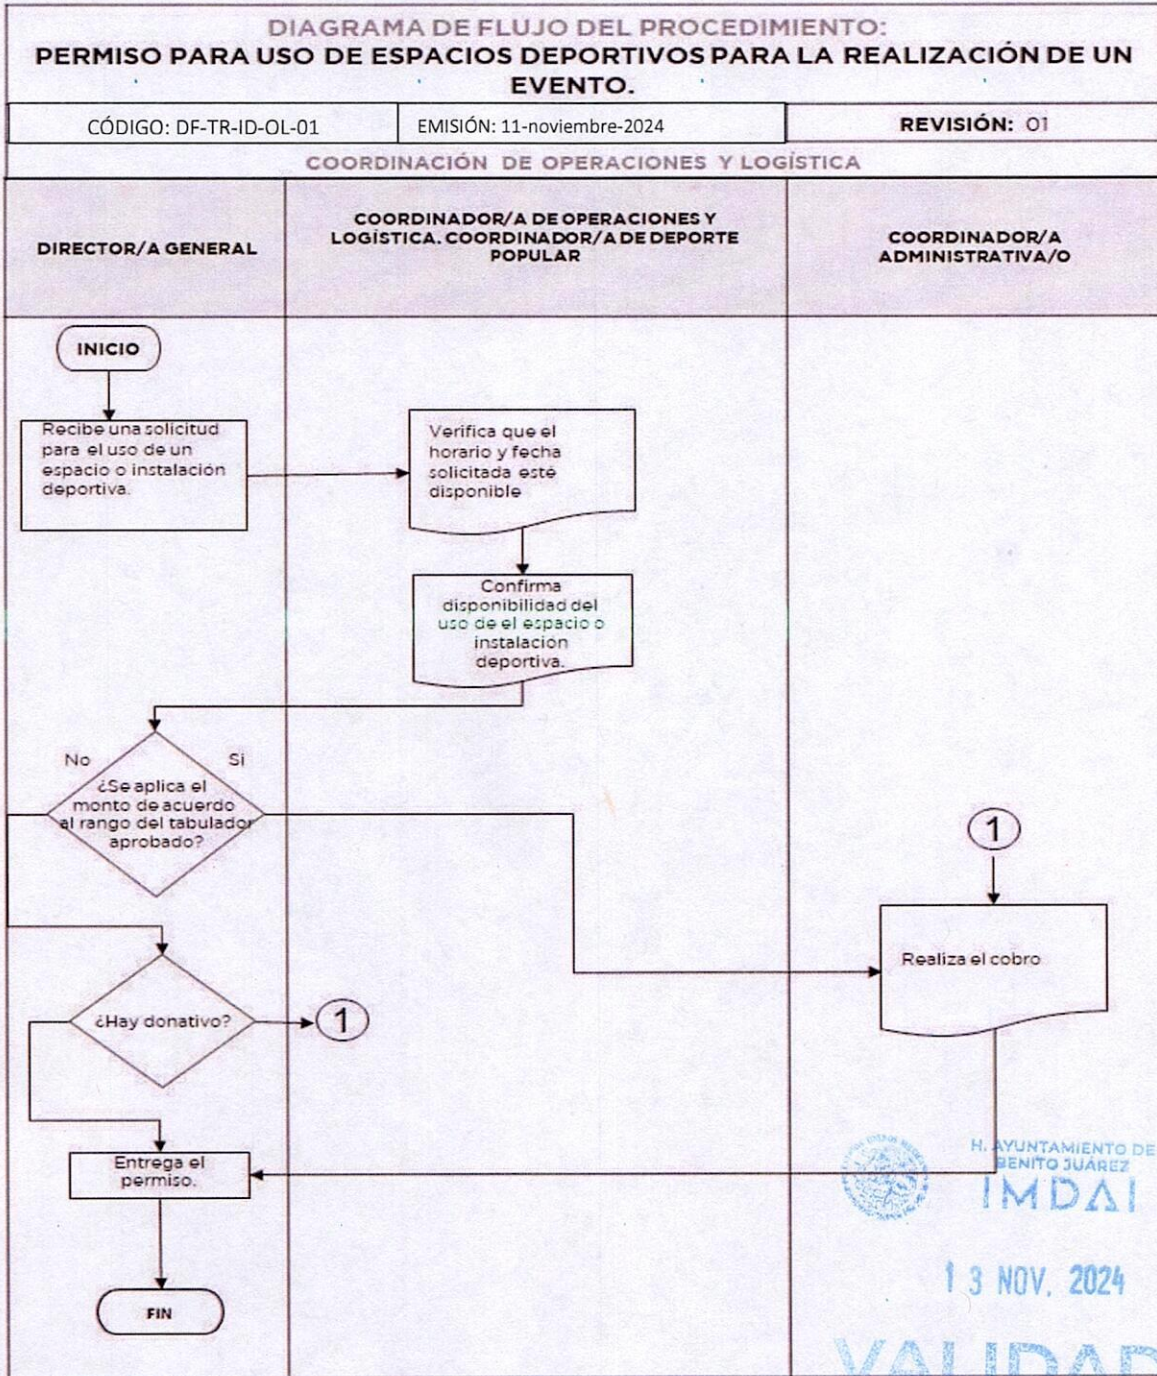 DIAGRAMA DE FLUJO DEL PROCEDIMIENTO:
PERMISO PARA USO DE ESPACIOS DEPORTIVOS PARA LA REALIZACIÓN DE UN
EVENTO.
CÓDIGO: DF-TR-ID-OL-01
EMISIÓN: 11-noviembre-2024
REVISIÓN: 01
COORDINACIÓN DE OPERACIONES Y LOGÍSTICA
DIRECTOR/A GENERAL
COORDINADOR/A DE OPERACIONES Y
LOGÍSTICA. COORDINADOR/A DE DEPORTE
POPULAR
COORDINADOR/A
ADMINISTRATIVA/O
INICIO
Recibe una solicitud
para el uso de un
espacio o instalación
deportiva.
Verifica que el
horario y fecha
solicitada esté
disponible
Confirma
disponibilidad del
uso de el espacio o
instalación
deportiva.
No
Si
¿Se aplica el
monto de acuerdo
al rango del tabulador
aprobado?
1
Realiza el cobro
¿Hay donativo?
1
Entrega el
permiso.
FIN
H. AYUNTAMIENTO DE
BENITO JUÁREZ
IMDAI
13 NOV. 2024
VALIDAD